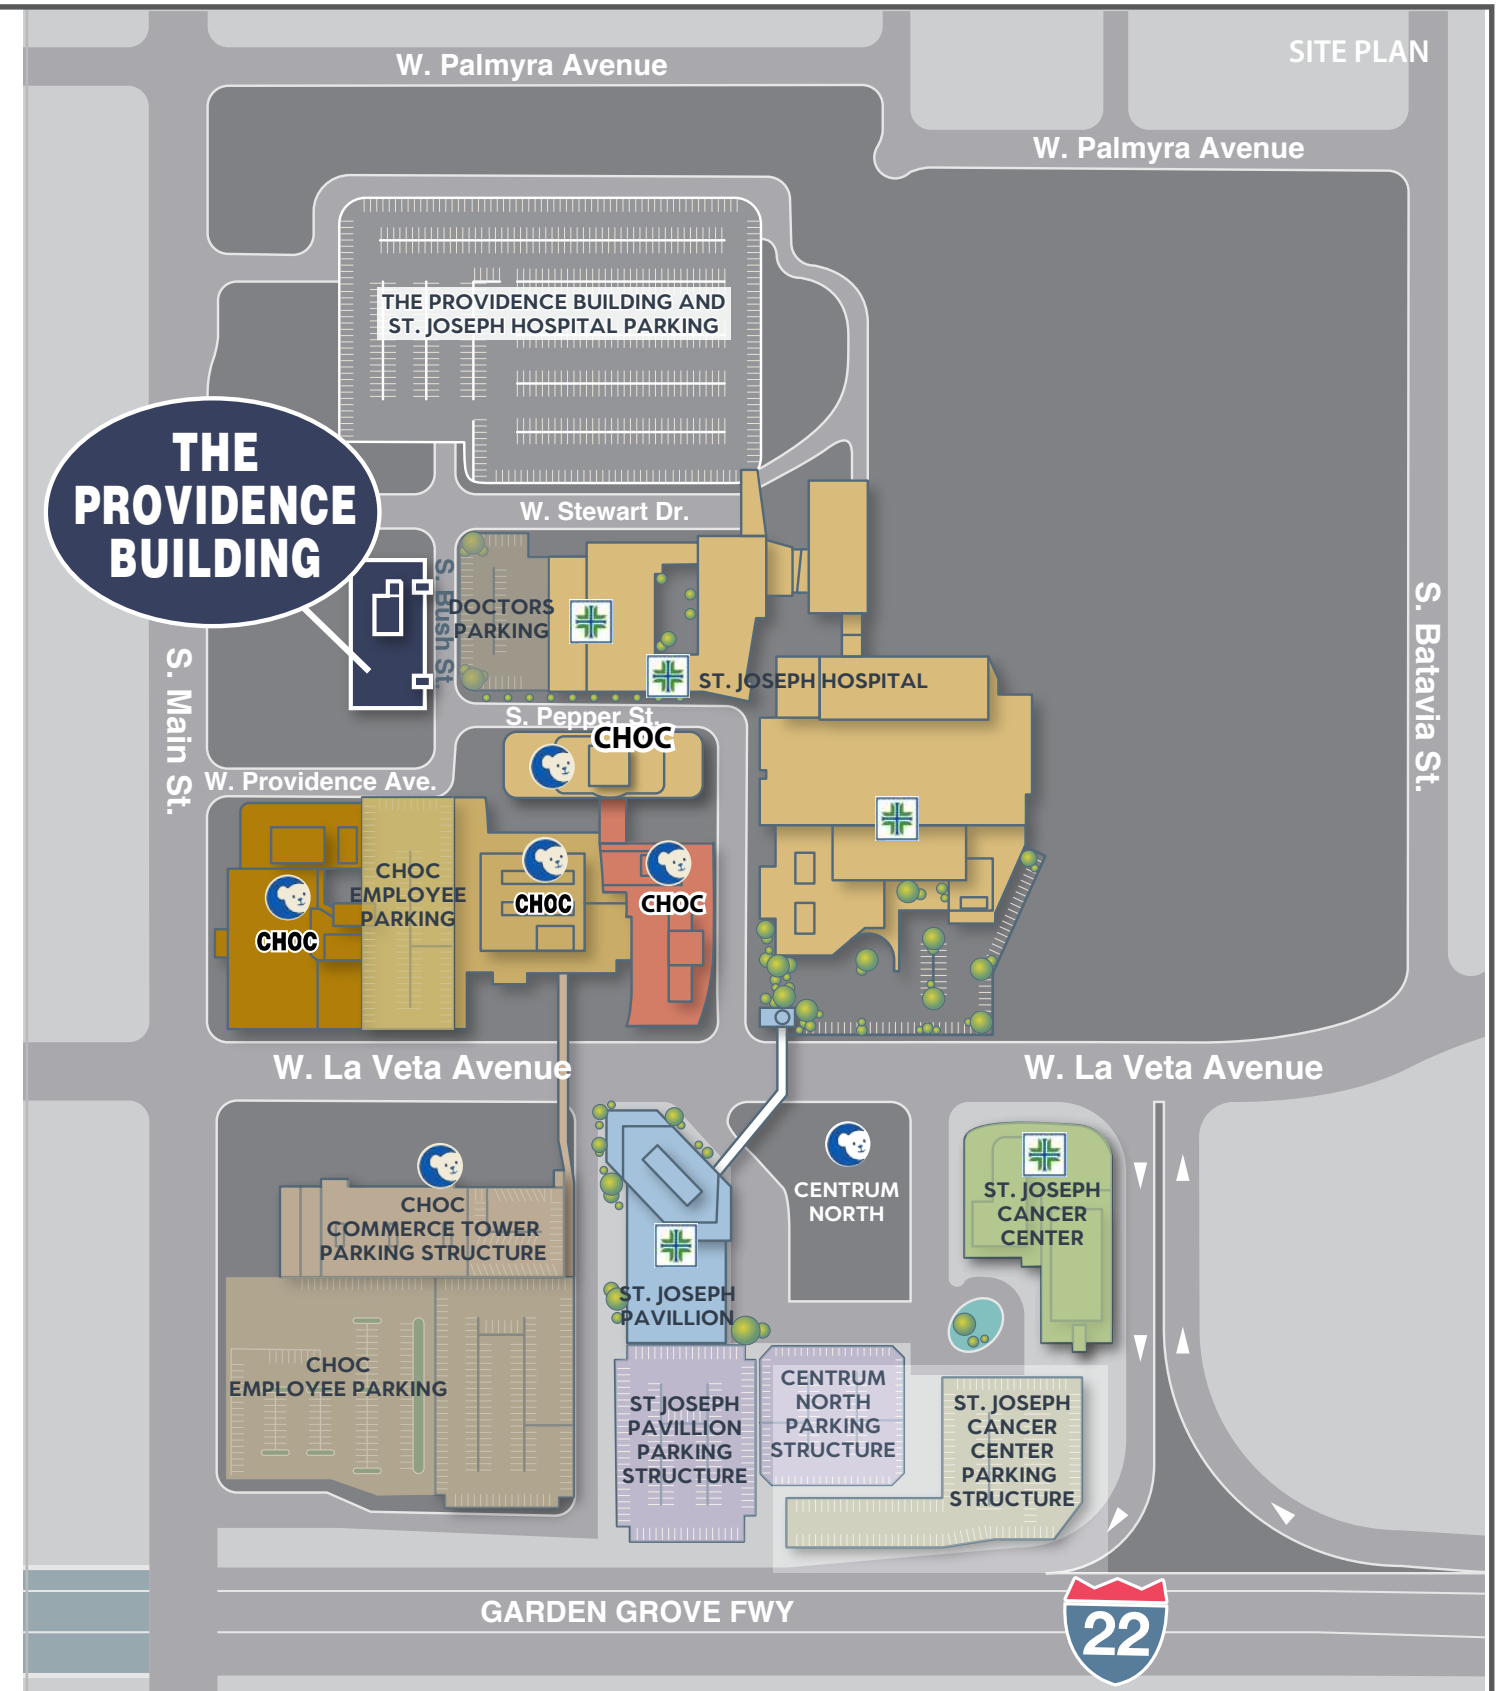 SITE PLAN
W. Palmyra Avenue
W. Palmyra Avenue
THE PROVIDENCE BUILDING AND
ST. JOSEPH HOSPITAL PARKING
THE
PROVIDENCE
BUILDING
W. Stewart Dr.
S. Bush St.
DOCTORS
PARKING
ST. JOSEPH HOSPITAL
S. Main St.
S. Batavia St.
S. Pepper St.
CHOC
W. Providence Ave.
CHOC
EMPLOYEE
PARKING
CHOC
CHOC
CHOC
W. La Veta Avenue
W. La Veta Avenue
CHOC
COMMERCE TOWER
PARKING STRUCTURE
CENTRUM
NORTH
ST. JOSEPH
CANCER
CENTER
ST. JOSEPH
PAVILLION
CHOC
EMPLOYEE PARKING
ST JOSEPH
PAVILLION
PARKING
STRUCTURE
CENTRUM
NORTH
PARKING
STRUCTURE
ST. JOSEPH
CANCER
CENTER
PARKING
STRUCTURE
GARDEN GROVE FWY
22